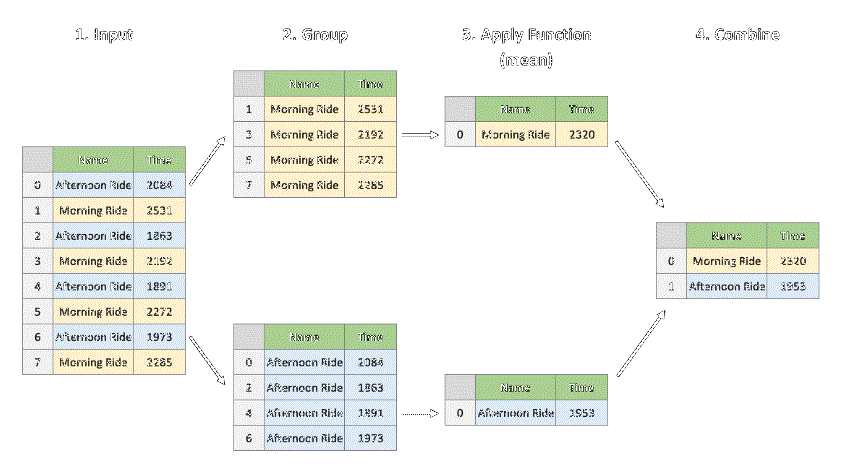 1. Input
2. Group
3. Apply Function
(mean)
4. Combine
Name Time
0 Afternoon Ride 2084
1 Morning Ride 2531
2 Afternoon Ride 1863
3 Morning Ride 2192
4 Afternoon Ride 1891
5 Morning Ride 2272
6 Afternoon Ride 1973
7 Morning Ride 2285
Name Time
1 Morning Ride 2531
3 Morning Ride 2192
5 Morning Ride 2272
7 Morning Ride 2285
Name Time
0 Afternoon Ride 2084
2 Afternoon Ride 1863
4 Afternoon Ride 1891
6 Afternoon Ride 1973
Name Time
0 Morning Ride 2320
Name Time
0 Afternoon Ride 1953
Name Time
0 Morning Ride 2320
1 Afternoon Ride 1953